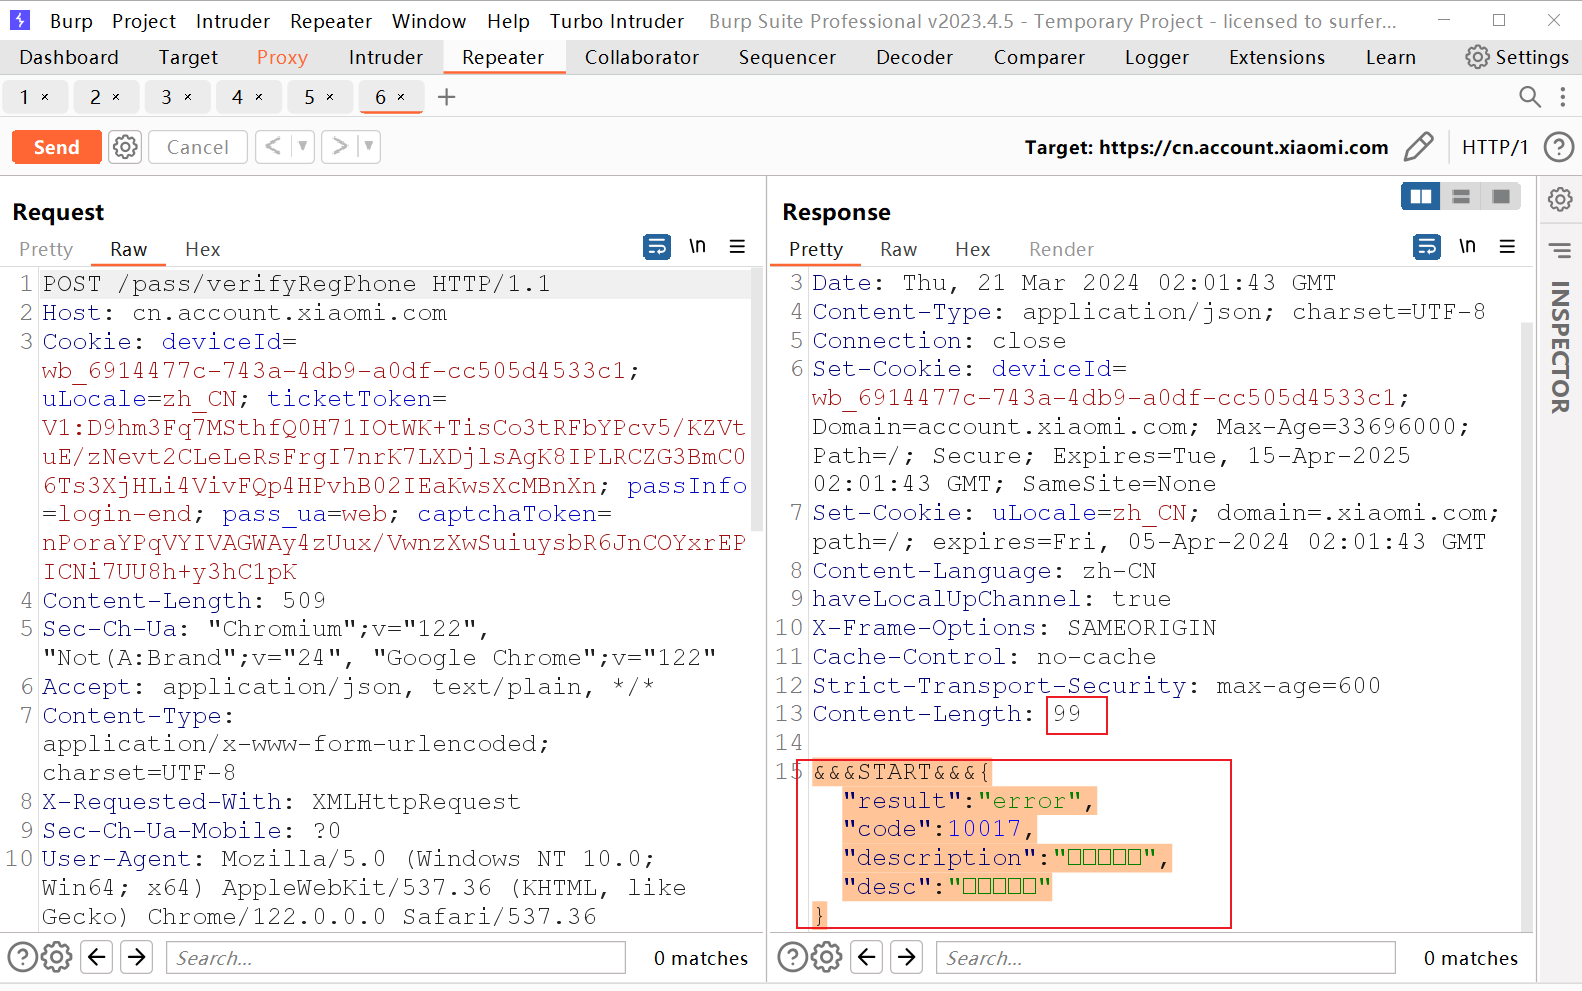 Burp Project Intruder Repeater Window Help Turbo Intruder Burp Suite Professional v2023.4.5 - Temporary Project - licensed to surfer...
Dashboard Target Proxy Intruder Repeater Collaborator Sequencer Decoder Comparer Logger Extensions Learn Settings
1 × 2 × 3 × 4 × 5 × 6 × +
Send Cancel < > Target: https://cn.account.xiaomi.com HTTP/1 ?
Request
Pretty Raw Hex \n
1 POST /pass/verifyRegPhone HTTP/1.1
2 Host: cn.account.xiaomi.com
3 Cookie: deviceId=
wb_6914477c-743a-4db9-a0df-cc505d4533c1;
uLocale=zh_CN; ticketToken=
V1:D9hm3Fq7MSthfQ0H71IOtWK+TisCo3tRFbYPcv5/KZVt
uE/zNevt2CLeLeRsFrgI7nrK7LXDjlsAgK8IPLRCZG3BmC0
6Ts3XjHLi4VivFQp4HPvhB02IEaKwsXcMBnXn; passInfo
=login-end; pass_ua=web; captchaToken=
nPoraYPqVYIVAGWAy4zUux/VwnzXwSuiuysbR6JnCOYxrEP
ICNi7UU8h+y3hC1pK
4 Content-Length: 509
5 Sec-Ch-Ua: "Chromium";v="122",
"Not(A:Brand";v="24", "Google Chrome";v="122"
6 Accept: application/json, text/plain, */*
7 Content-Type:
application/x-www-form-urlencoded;
charset=UTF-8
8 X-Requested-With: XMLHttpRequest
9 Sec-Ch-Ua-Mobile: ?0
10 User-Agent: Mozilla/5.0 (Windows NT 10.0;
Win64; x64) AppleWebKit/537.36 (KHTML, like
Gecko) Chrome/122.0.0.0 Safari/537.36
Search... 0 matches
Response
Pretty Raw Hex Render \n
3 Date: Thu, 21 Mar 2024 02:01:43 GMT
4 Content-Type: application/json; charset=UTF-8
5 Connection: close
6 Set-Cookie: deviceId=
wb_6914477c-743a-4db9-a0df-cc505d4533c1;
Domain=account.xiaomi.com; Max-Age=33696000;
Path=/; Secure; Expires=Tue, 15-Apr-2025
02:01:43 GMT; SameSite=None
7 Set-Cookie: uLocale=zh_CN; domain=.xiaomi.com;
path=/; expires=Fri, 05-Apr-2024 02:01:43 GMT
8 Content-Language: zh-CN
9 haveLocalUpChannel: true
10 X-Frame-Options: SAMEORIGIN
11 Cache-Control: no-cache
12 Strict-Transport-Security: max-age=600
13 Content-Length: 99
14
15 &&&START&&&{
"result":"error",
"code":10017,
"description":"□□□□□",
"desc":"□□□□□"
}
Search... 0 matches
INSPECTOR